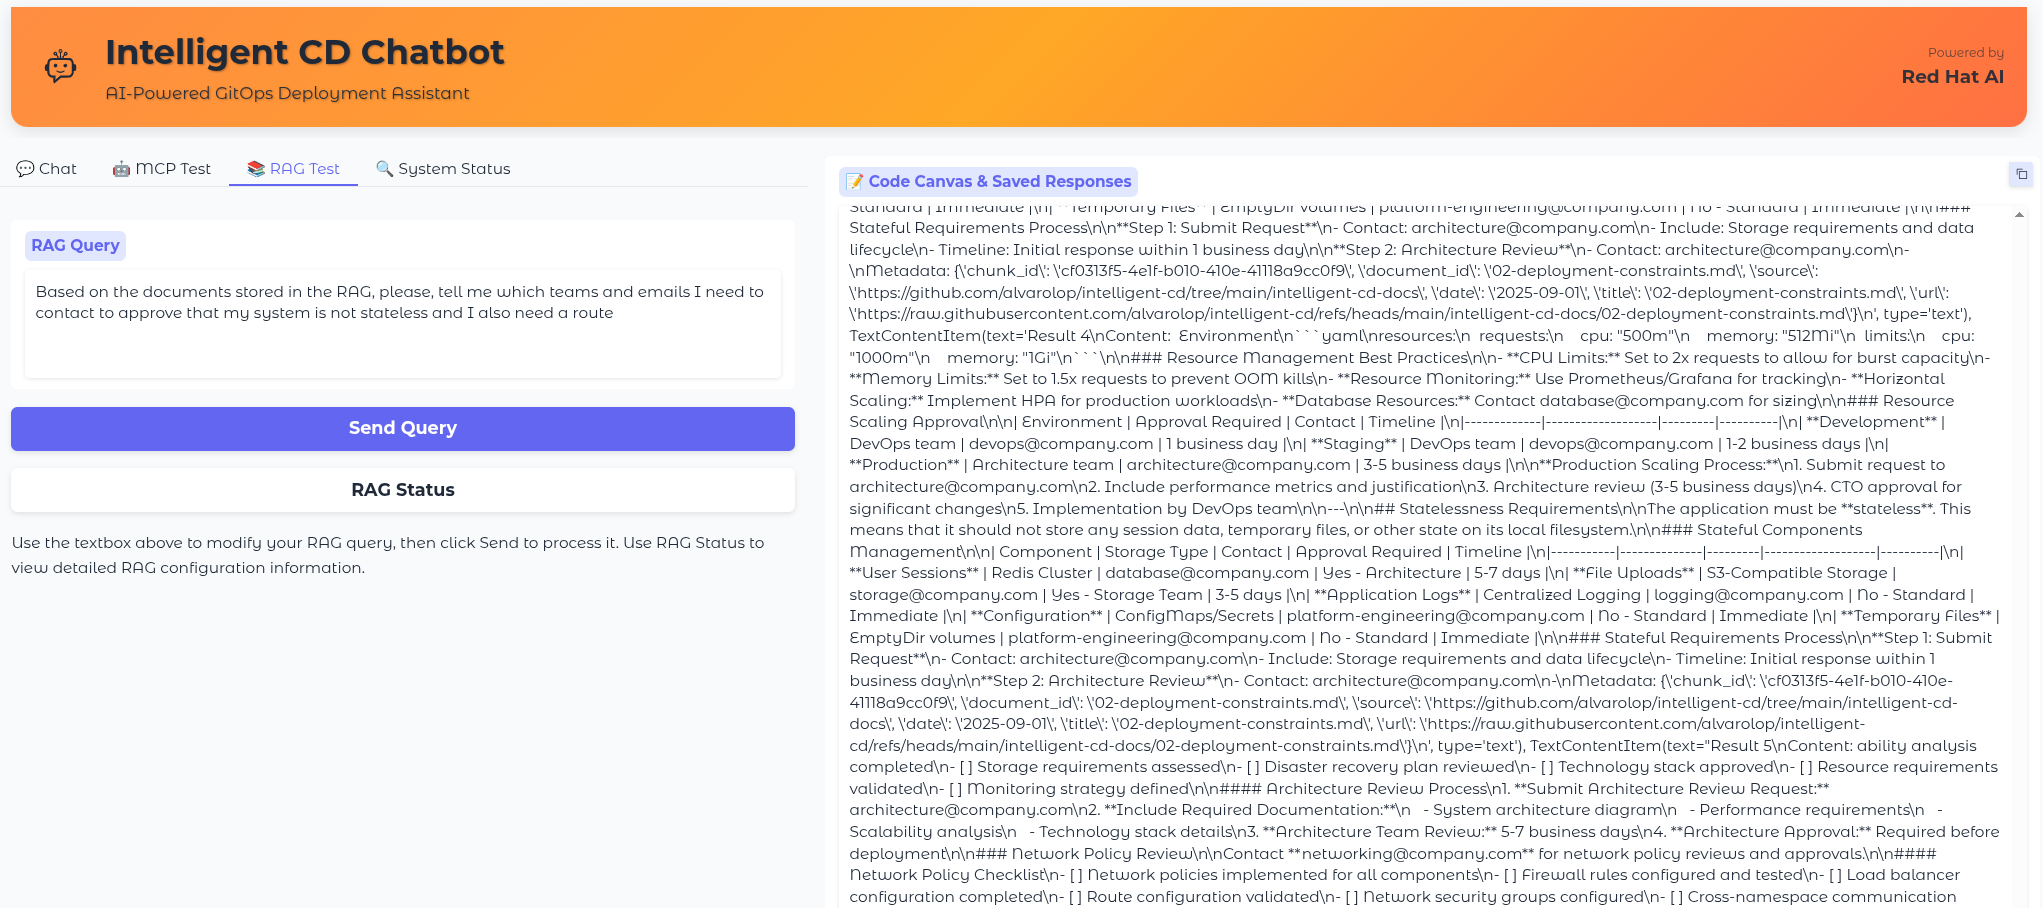 Intelligent CD Chatbot
AI-Powered GitOps Deployment Assistant
Powered by
Red Hat AI
💬 Chat
🤖 MCP Test
📚 RAG Test
🔍 System Status
RAG Query
Based on the documents stored in the RAG, please, tell me which teams and emails I need to
contact to approve that my system is not stateless and I also need a route
Send Query
RAG Status
Use the textbox above to modify your RAG query, then click Send to process it. Use RAG Status to
view detailed RAG configuration information.
📝 Code Canvas & Saved Responses
Standard | Immediate |\n| **Temporary Files** | EmptyDir volumes | platform-engineering@company.com | No - Standard | Immediate |\n\n###
Stateful Requirements Process\n\n**Step 1: Submit Request**\n- Contact: architecture@company.com\n- Include: Storage requirements and data
lifecycle\n- Timeline: Initial response within 1 business day\n\n**Step 2: Architecture Review**\n- Contact: architecture@company.com\n-
\nMetadata: {\'chunk_id\': \'cf0313f5-4e1f-b010-410e-41118a9cc0f9\', \'document_id\': \'02-deployment-constraints.md\', \'source\':
\'https://github.com/alvarolop/intelligent-cd/tree/main/intelligent-cd-docs\', \'date\': \'2025-09-01\', \'title\': \'02-deployment-constraints.md\', \'url\':
\'https://raw.githubusercontent.com/alvarolop/intelligent-cd/refs/heads/main/intelligent-cd-docs/02-deployment-constraints.md\'}\n', type='text'),
TextContentItem(text='Result 4\nContent:  Environment\n```yaml\nresources:\n  requests:\n    cpu: "500m"\n    memory: "512Mi"\n  limits:\n    cpu:
"1000m"\n    memory: "1Gi"\n```\n\n### Resource Management Best Practices\n\n- **CPU Limits:** Set to 2x requests to allow for burst capacity\n-
**Memory Limits:** Set to 1.5x requests to prevent OOM kills\n- **Resource Monitoring:** Use Prometheus/Grafana for tracking\n- **Horizontal
Scaling:** Implement HPA for production workloads\n- **Database Resources:** Contact database@company.com for sizing\n\n### Resource
Scaling Approval\n\n| Environment | Approval Required | Contact | Timeline |\n|-------------|-------------------|---------|----------|\n| **Development** |
DevOps team | devops@company.com | 1 business day |\n| **Staging** | DevOps team | devops@company.com | 1-2 business days |\n|
**Production** | Architecture team | architecture@company.com | 3-5 business days |\n\n**Production Scaling Process:**\n1. Submit request to
architecture@company.com\n2. Include performance metrics and justification\n3. Architecture review (3-5 business days)\n4. CTO approval for
significant changes\n5. Implementation by DevOps team\n\n---\n\n## Statelessness Requirements\n\nThe application must be **stateless**. This
means that it should not store any session data, temporary files, or other state on its local filesystem.\n\n### Stateful Components
Management\n\n| Component | Storage Type | Contact | Approval Required | Timeline |\n|-----------|--------------|---------|-------------------|----------|\n|
**User Sessions** | Redis Cluster | database@company.com | Yes - Architecture | 5-7 days |\n| **File Uploads** | S3-Compatible Storage |
storage@company.com | Yes - Storage Team | 3-5 days |\n| **Application Logs** | Centralized Logging | logging@company.com | No - Standard |
Immediate |\n| **Configuration** | ConfigMaps/Secrets | platform-engineering@company.com | No - Standard | Immediate |\n| **Temporary Files** |
EmptyDir volumes | platform-engineering@company.com | No - Standard | Immediate |\n\n### Stateful Requirements Process\n\n**Step 1: Submit
Request**\n- Contact: architecture@company.com\n- Include: Storage requirements and data lifecycle\n- Timeline: Initial response within 1
business day\n\n**Step 2: Architecture Review**\n- Contact: architecture@company.com\n-\nMetadata: {\'chunk_id\': \'cf0313f5-4e1f-b010-410e-
41118a9cc0f9\', \'document_id\': \'02-deployment-constraints.md\', \'source\': \'https://github.com/alvarolop/intelligent-cd/tree/main/intelligent-cd-
docs\', \'date\': \'2025-09-01\', \'title\': \'02-deployment-constraints.md\', \'url\': \'https://raw.githubusercontent.com/alvarolop/intelligent-
cd/refs/heads/main/intelligent-cd-docs/02-deployment-constraints.md\'}\n', type='text'), TextContentItem(text="Result 5\nContent: ability analysis
completed\n- [ ] Storage requirements assessed\n- [ ] Disaster recovery plan reviewed\n- [ ] Technology stack approved\n- [ ] Resource requirements
validated\n- [ ] Monitoring strategy defined\n\n#### Architecture Review Process\n1. **Submit Architecture Review Request:**
architecture@company.com\n2. **Include Required Documentation:**\n   - System architecture diagram\n   - Performance requirements\n   -
Scalability analysis\n   - Technology stack details\n3. **Architecture Team Review:** 5-7 business days\n4. **Architecture Approval:** Required before
deployment\n\n### Network Policy Review\n\nContact **networking@company.com** for network policy reviews and approvals.\n\n####
Network Policy Checklist\n- [ ] Network policies implemented for all components\n- [ ] Firewall rules configured and tested\n- [ ] Load balancer
configuration completed\n- [ ] Route configuration validated\n- [ ] Network security groups configured\n- [ ] Cross-namespace communication